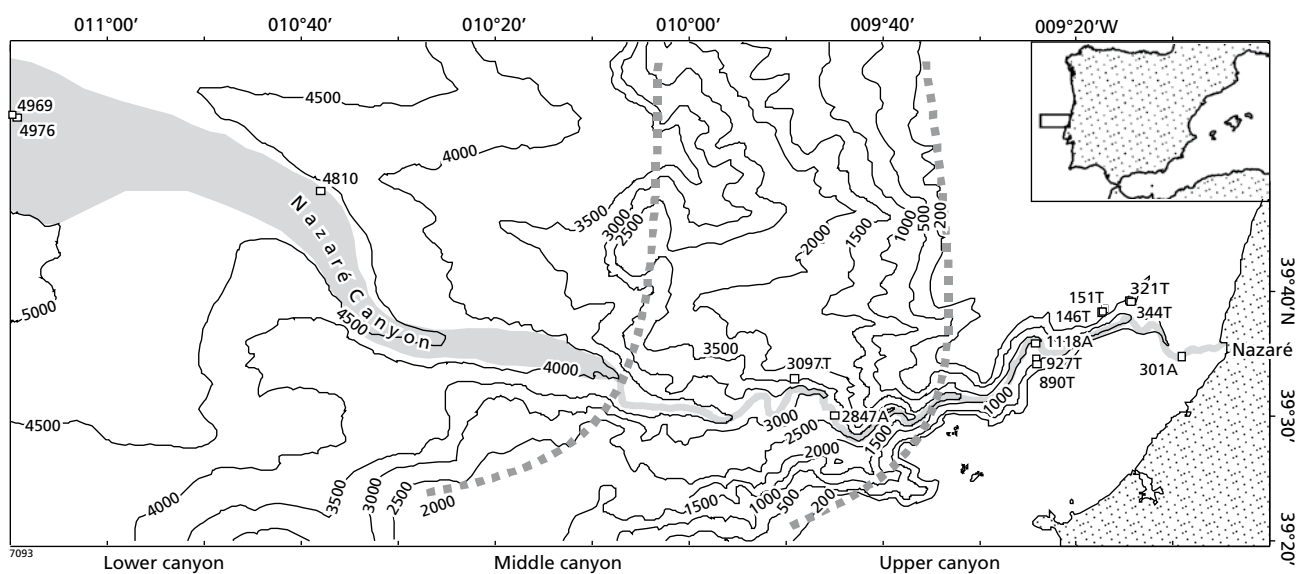 011°00′ 010°40′ 010°20′ 010°00′ 009°40′ 009°20′W
4969
4976
4500
4000
4810
Nazaré Canyon
3500
3000
2500
2000
1500
1000
500
200
5000
4500
4000
3500
3097T
2847A
151T
146T
321T
344T
1118A
927T
890T
301A
Nazaré
39°40′N
39°30′
39°20′
4500
4000
3500
3000
2500
2000
3000
2500
2000
1500
1000
1500
1000
500
200
7093
Lower canyon Middle canyon Upper canyon